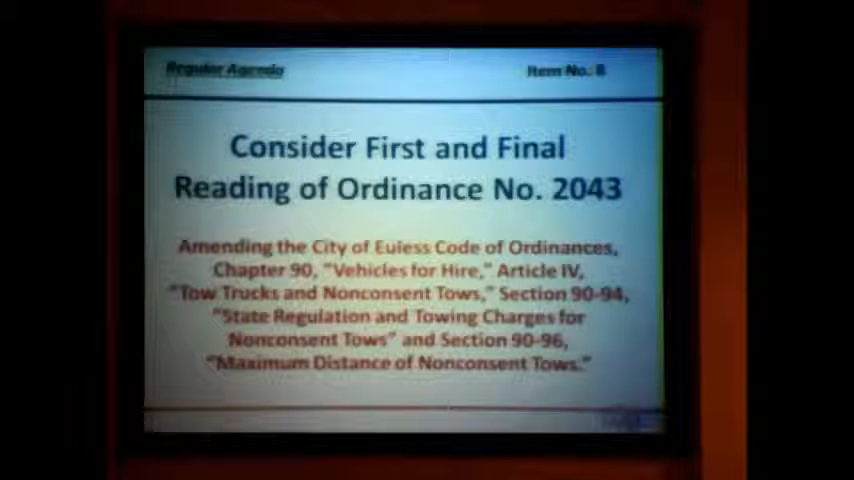 Regular Agenda
Item No.: 8
Consider First and Final
Reading of Ordinance No. 2043
Amending the City of Euless Code of Ordinances,
Chapter 90, "Vehicles for Hire," Article IV,
"Tow Trucks and Nonconsent Tows," Section 90-94,
"State Regulation and Towing Charges for
Nonconsent Tows" and Section 90-96,
"Maximum Distance of Nonconsent Tows."